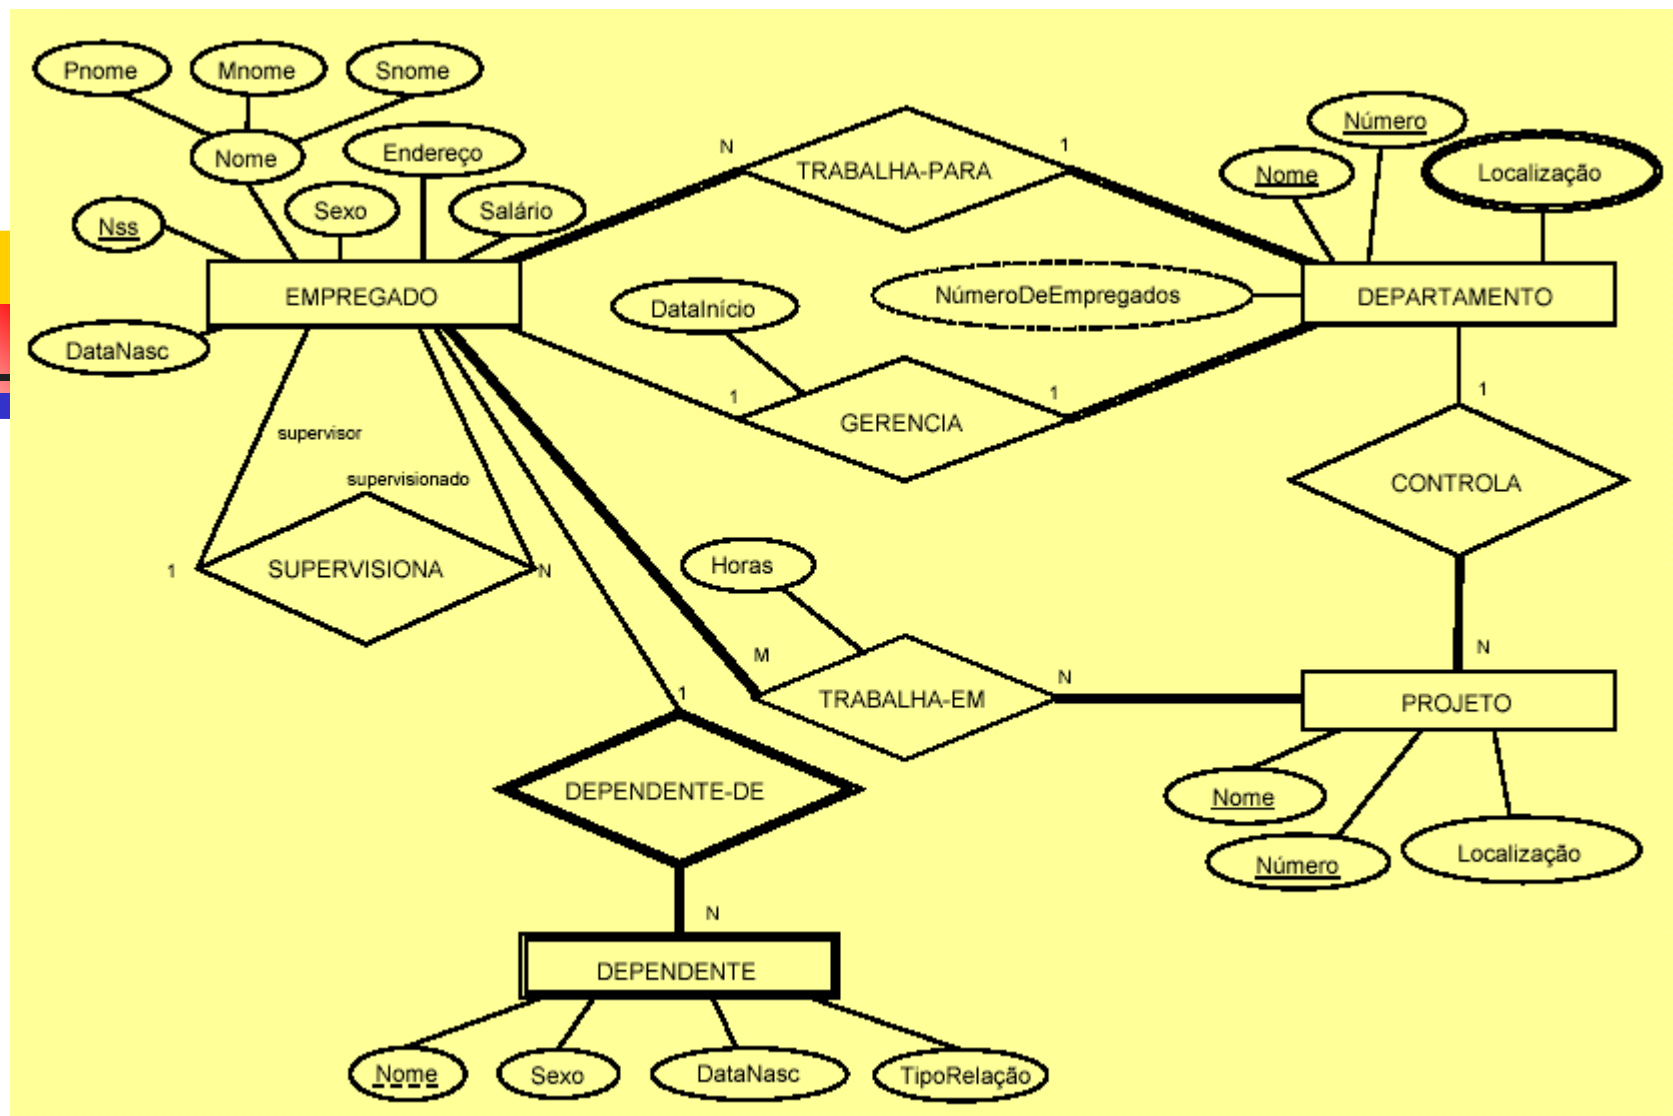 Pnome
Mnome
Snome
Nome
Endereço
Nss
Sexo
Salário
EMPREGADO
DataNasc
N
TRABALHA-PARA
1
Número
Nome
Localização
NúmeroDeEmpregados
DEPARTAMENTO
DataInício
1
GERENCIA
1
supervisor
supervisionado
1
SUPERVISIONA
N
1
CONTROLA
N
Horas
M
TRABALHA-EM
N
PROJETO
Nome
Número
Localização
1
DEPENDENTE-DE
N
DEPENDENTE
Nome
Sexo
DataNasc
TipoRelação